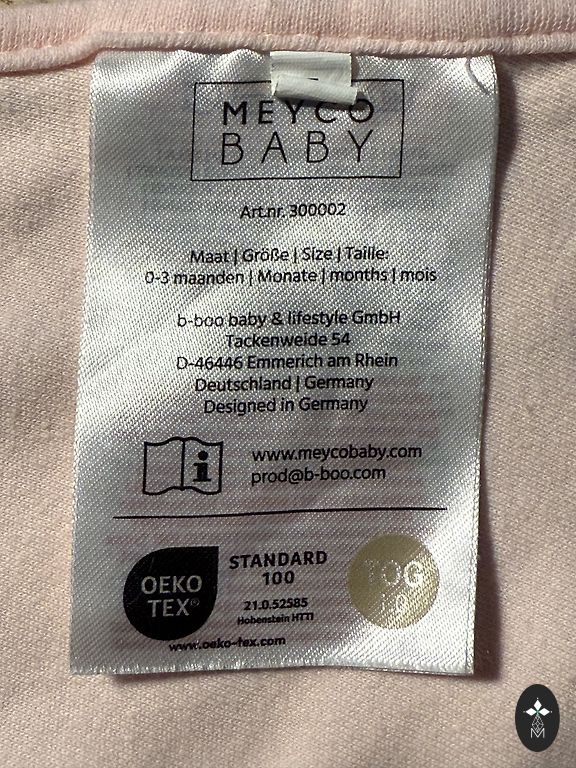 MEYCO
BABY
Art.nr. 300002
Maat | Größe | Size | Taille:
0-3 maanden | Monate | months | mois
b-boo baby & lifestyle GmbH
Tackenweide 54
D-46446 Emmerich am Rhein
Deutschland | Germany
Designed in Germany
www.meycobaby.com
prod@b-boo.com
OEKO
TEX®
STANDARD
100
21.0.52585
Hohenstein HTTI
www.oeko-tex.com
TOG
1.0